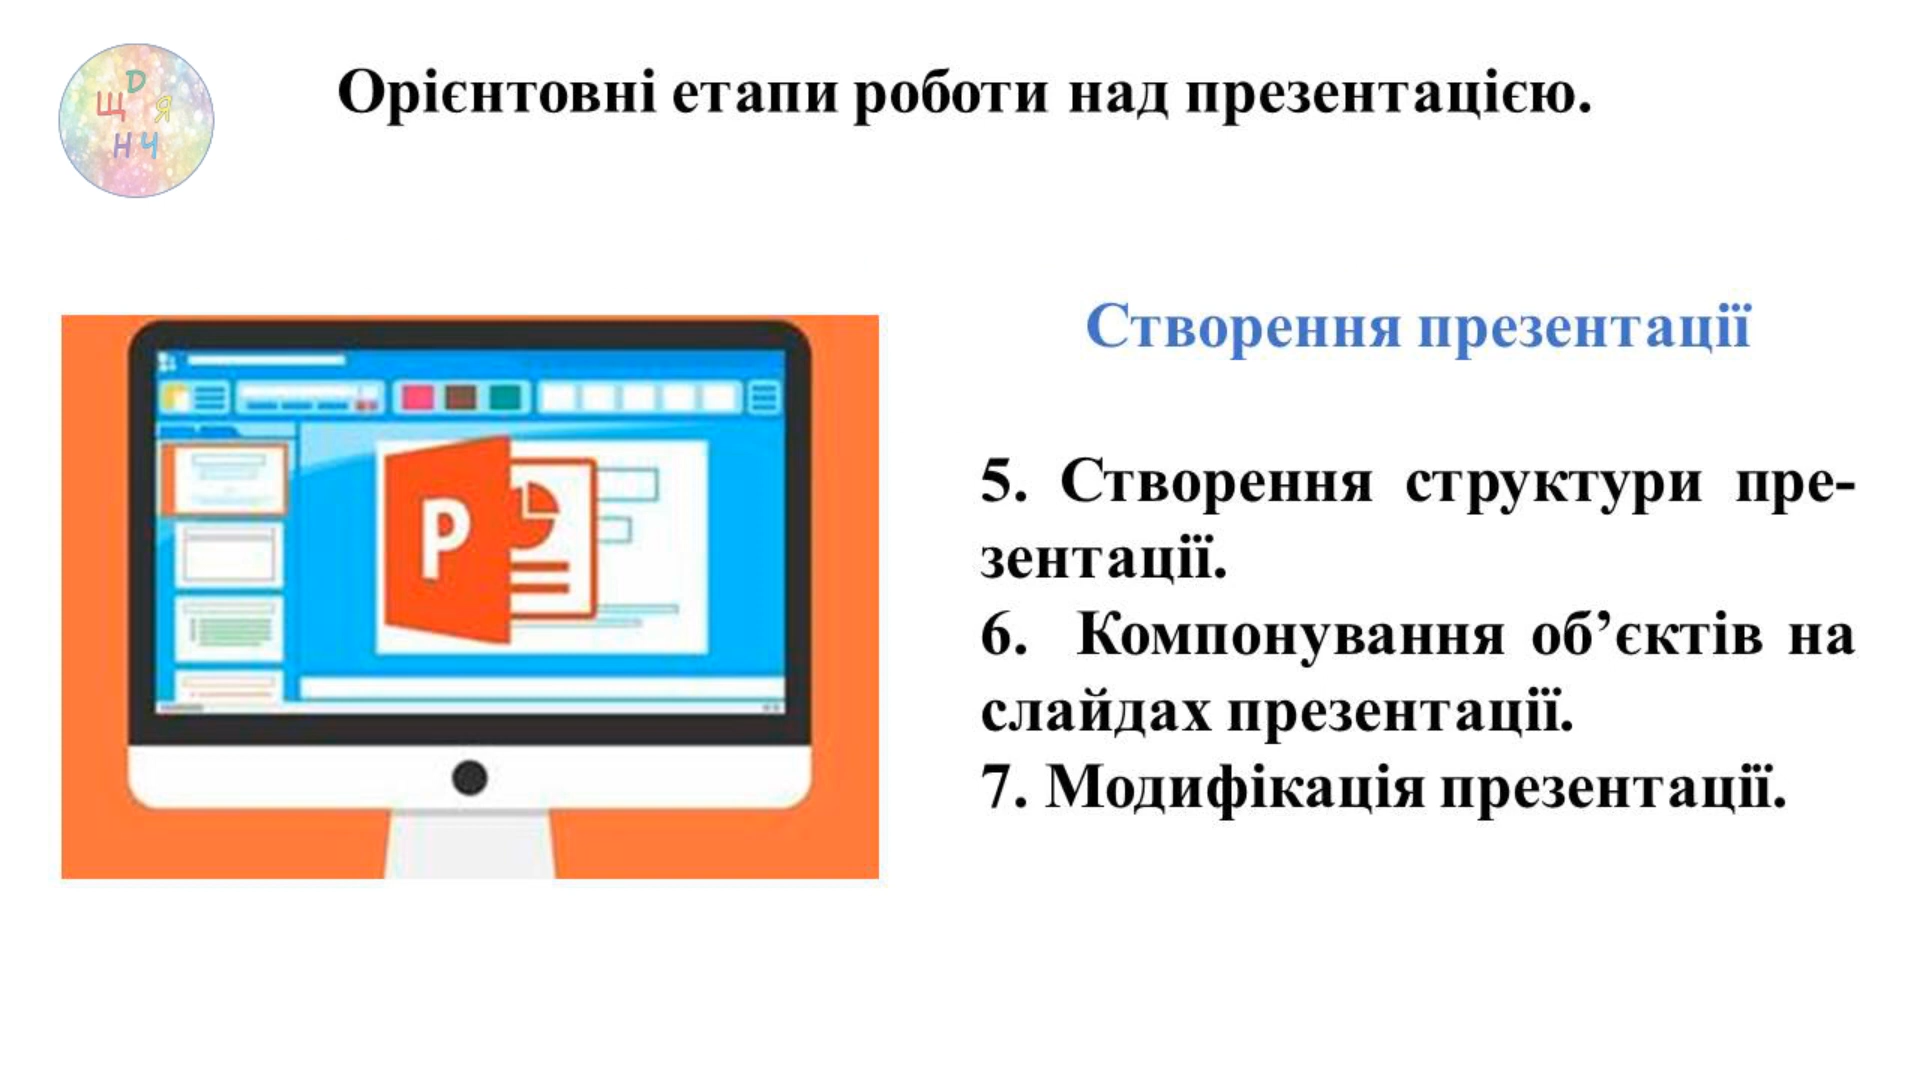 Орієнтовні етапи роботи над презентацією.
Д
Щ Я
Н Ч
Створення презентації
5. Створення структури пре-
зентації.
6. Компонування об’єктів на
слайдах презентації.
7. Модифікація презентації.
P